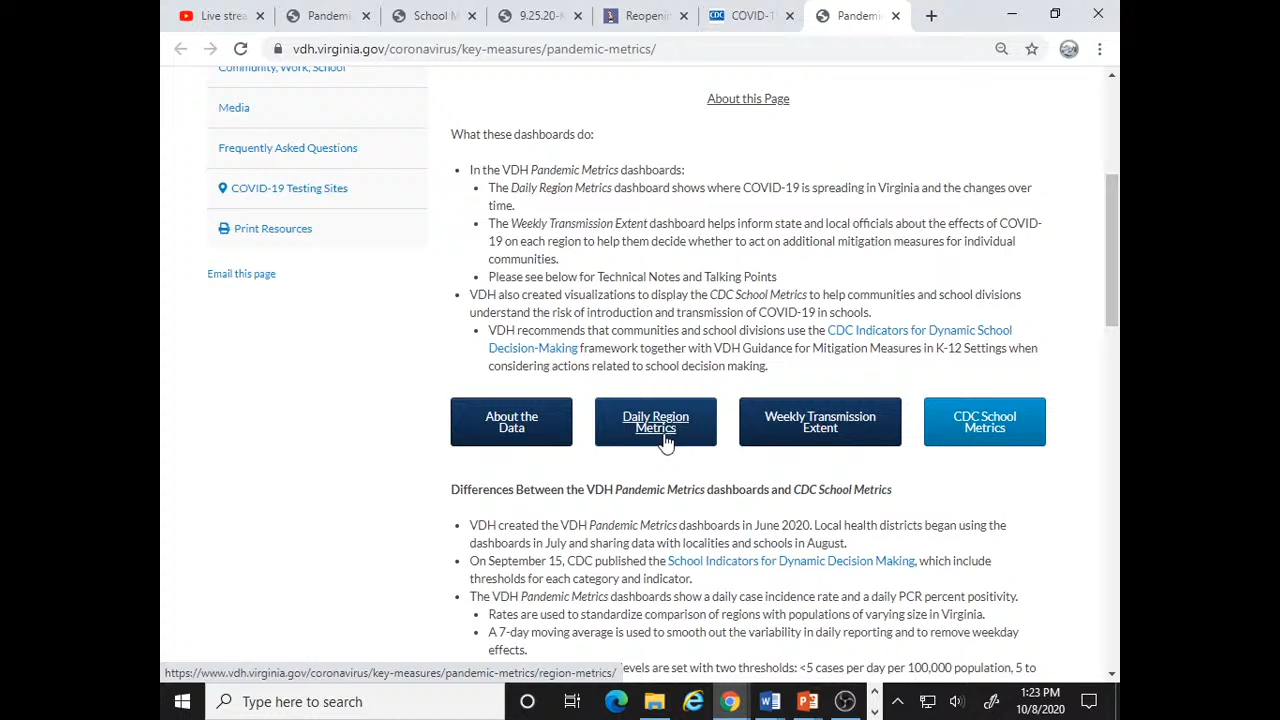 Live strea
Pandemi
School M
9.25.20-K
Reopenin
CDC COVID-1
Pandemi
vdh.virginia.gov/coronavirus/key-measures/pandemic-metrics/
Community, Work, School
Media
Frequently Asked Questions
COVID-19 Testing Sites
Print Resources
Email this page
About this Page
What these dashboards do:
• In the VDH Pandemic Metrics dashboards:
• The Daily Region Metrics dashboard shows where COVID-19 is spreading in Virginia and the changes over
time.
• The Weekly Transmission Extent dashboard helps inform state and local officials about the effects of COVID-
19 on each region to help them decide whether to act on additional mitigation measures for individual
communities.
• Please see below for Technical Notes and Talking Points
• VDH also created visualizations to display the CDC School Metrics to help communities and school divisions
understand the risk of introduction and transmission of COVID-19 in schools.
• VDH recommends that communities and school divisions use the CDC Indicators for Dynamic School
Decision-Making framework together with VDH Guidance for Mitigation Measures in K-12 Settings when
considering actions related to school decision making.
About the
Data
Daily Region
Metrics
Weekly Transmission
Extent
CDC School
Metrics
Differences Between the VDH Pandemic Metrics dashboards and CDC School Metrics
• VDH created the VDH Pandemic Metrics dashboards in June 2020. Local health districts began using the
dashboards in July and sharing data with localities and schools in August.
• On September 15, CDC published the School Indicators for Dynamic Decision Making, which include
thresholds for each category and indicator.
• The VDH Pandemic Metrics dashboards show a daily case incidence rate and a daily PCR percent positivity.
• Rates are used to standardize comparison of regions with populations of varying size in Virginia.
• A 7-day moving average is used to smooth out the variability in daily reporting and to remove weekday
effects.
levels are set with two thresholds: <5 cases per day per 100,000 population, 5 to
https://www.vdh.virginia.gov/coronavirus/key-measures/pandemic-metrics/region-metrics/
Type here to search
1:23 PM
10/8/2020